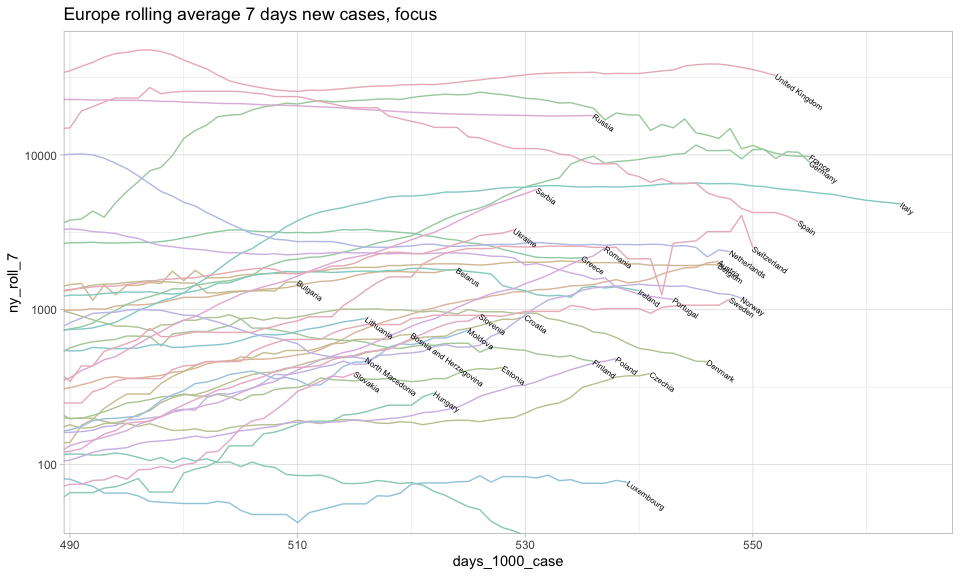 Europe rolling average 7 days new cases, focus
ny_roll_7
10000
1000
100
United Kingdom
Russia
France
Germany
Serbia
Italy
Spain
Ukraine
Romania
Switzerland
Greece
Netherlands
Austria
Belgium
Belarus
Bulgaria
Ireland
Portugal
Norway
Sweden
Lithuania
Slovenia
Croatia
Moldova
Bosnia and Herzegovina
North Macedonia
Slovakia
Estonia
Finland
Poland
Czechia
Denmark
Hungary
Luxembourg
490
510
530
550
days_1000_case